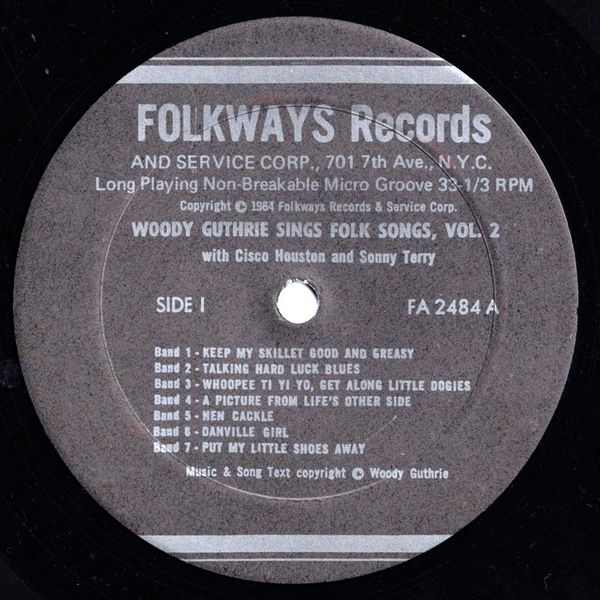 FOLKWAYS Records
AND SERVICE CORP., 701 7th Ave., N.Y.C.
Long Playing Non-Breakable Micro Groove 33-1/3 RPM
Copyright © 1964 Folkways Records & Service Corp.
WOODY GUTHRIE SINGS FOLK SONGS, VOL. 2
with Cisco Houston and Sonny Terry
SIDE I
FA 2484 A
Band 1 - KEEP MY SKILLET GOOD AND GREASY
Band 2 - TALKING HARD LUCK BLUES
Band 3 - WHOOPEE TI YI YO, GET ALONG LITTLE DOGIES
Band 4 - A PICTURE FROM LIFE'S OTHER SIDE
Band 5 - HEN CACKLE
Band 6 - DANVILLE GIRL
Band 7 - PUT MY LITTLE SHOES AWAY
Music & Song Text copyright © Woody Guthrie